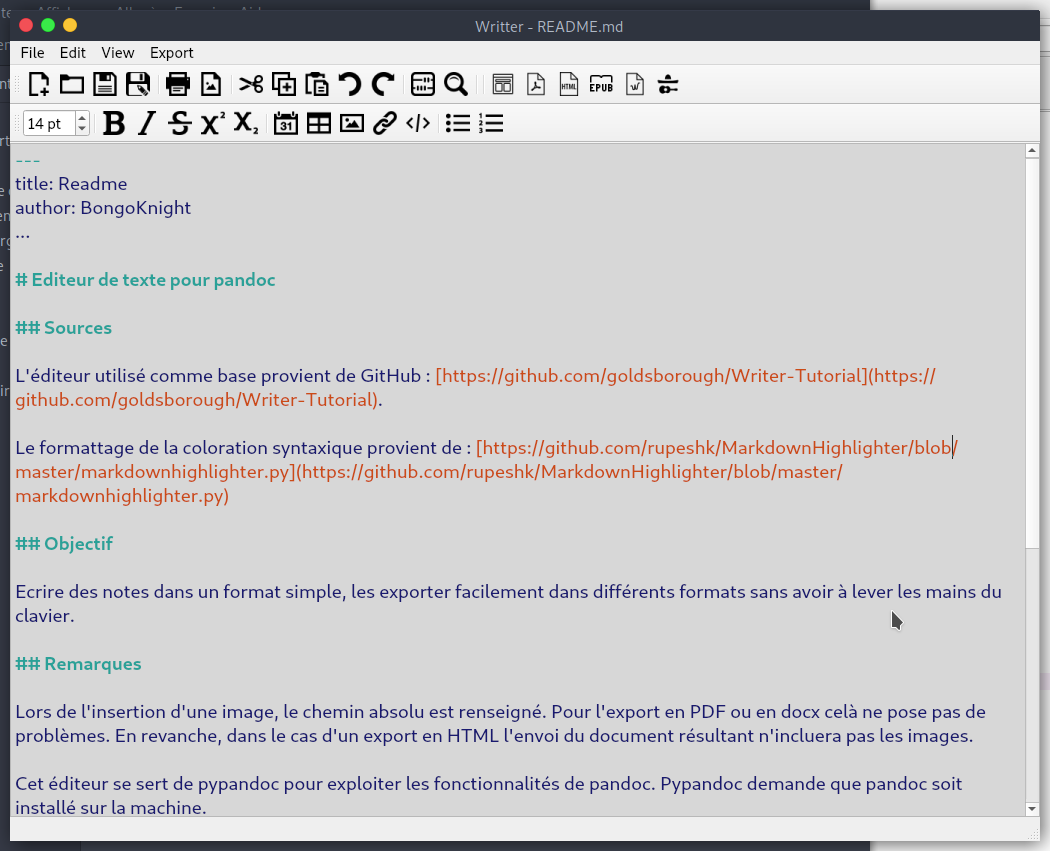 Writter - README.md
File Edit View Export
HTML EPUB W
14 pt B I S X² X₂ 31 </>
---
title: Readme
author: BongoKnight
...
# Editeur de texte pour pandoc
## Sources
L'éditeur utilisé comme base provient de GitHub : [https://github.com/goldsborough/Writer-Tutorial](https://
github.com/goldsborough/Writer-Tutorial).
Le formattage de la coloration syntaxique provient de : [https://github.com/rupeshk/MarkdownHighlighter/blob/
master/markdownhighlighter.py](https://github.com/rupeshk/MarkdownHighlighter/blob/master/
markdownhighlighter.py)
## Objectif
Ecrire des notes dans un format simple, les exporter facilement dans différents formats sans avoir à lever les mains du
clavier.
## Remarques
Lors de l'insertion d'une image, le chemin absolu est renseigné. Pour l'export en PDF ou en docx celà ne pose pas de
problèmes. En revanche, dans le cas d'un export en HTML l'envoi du document résultant n'incluera pas les images.
Cet éditeur se sert de pypandoc pour exploiter les fonctionnalités de pandoc. Pypandoc demande que pandoc soit
installé sur la machine.